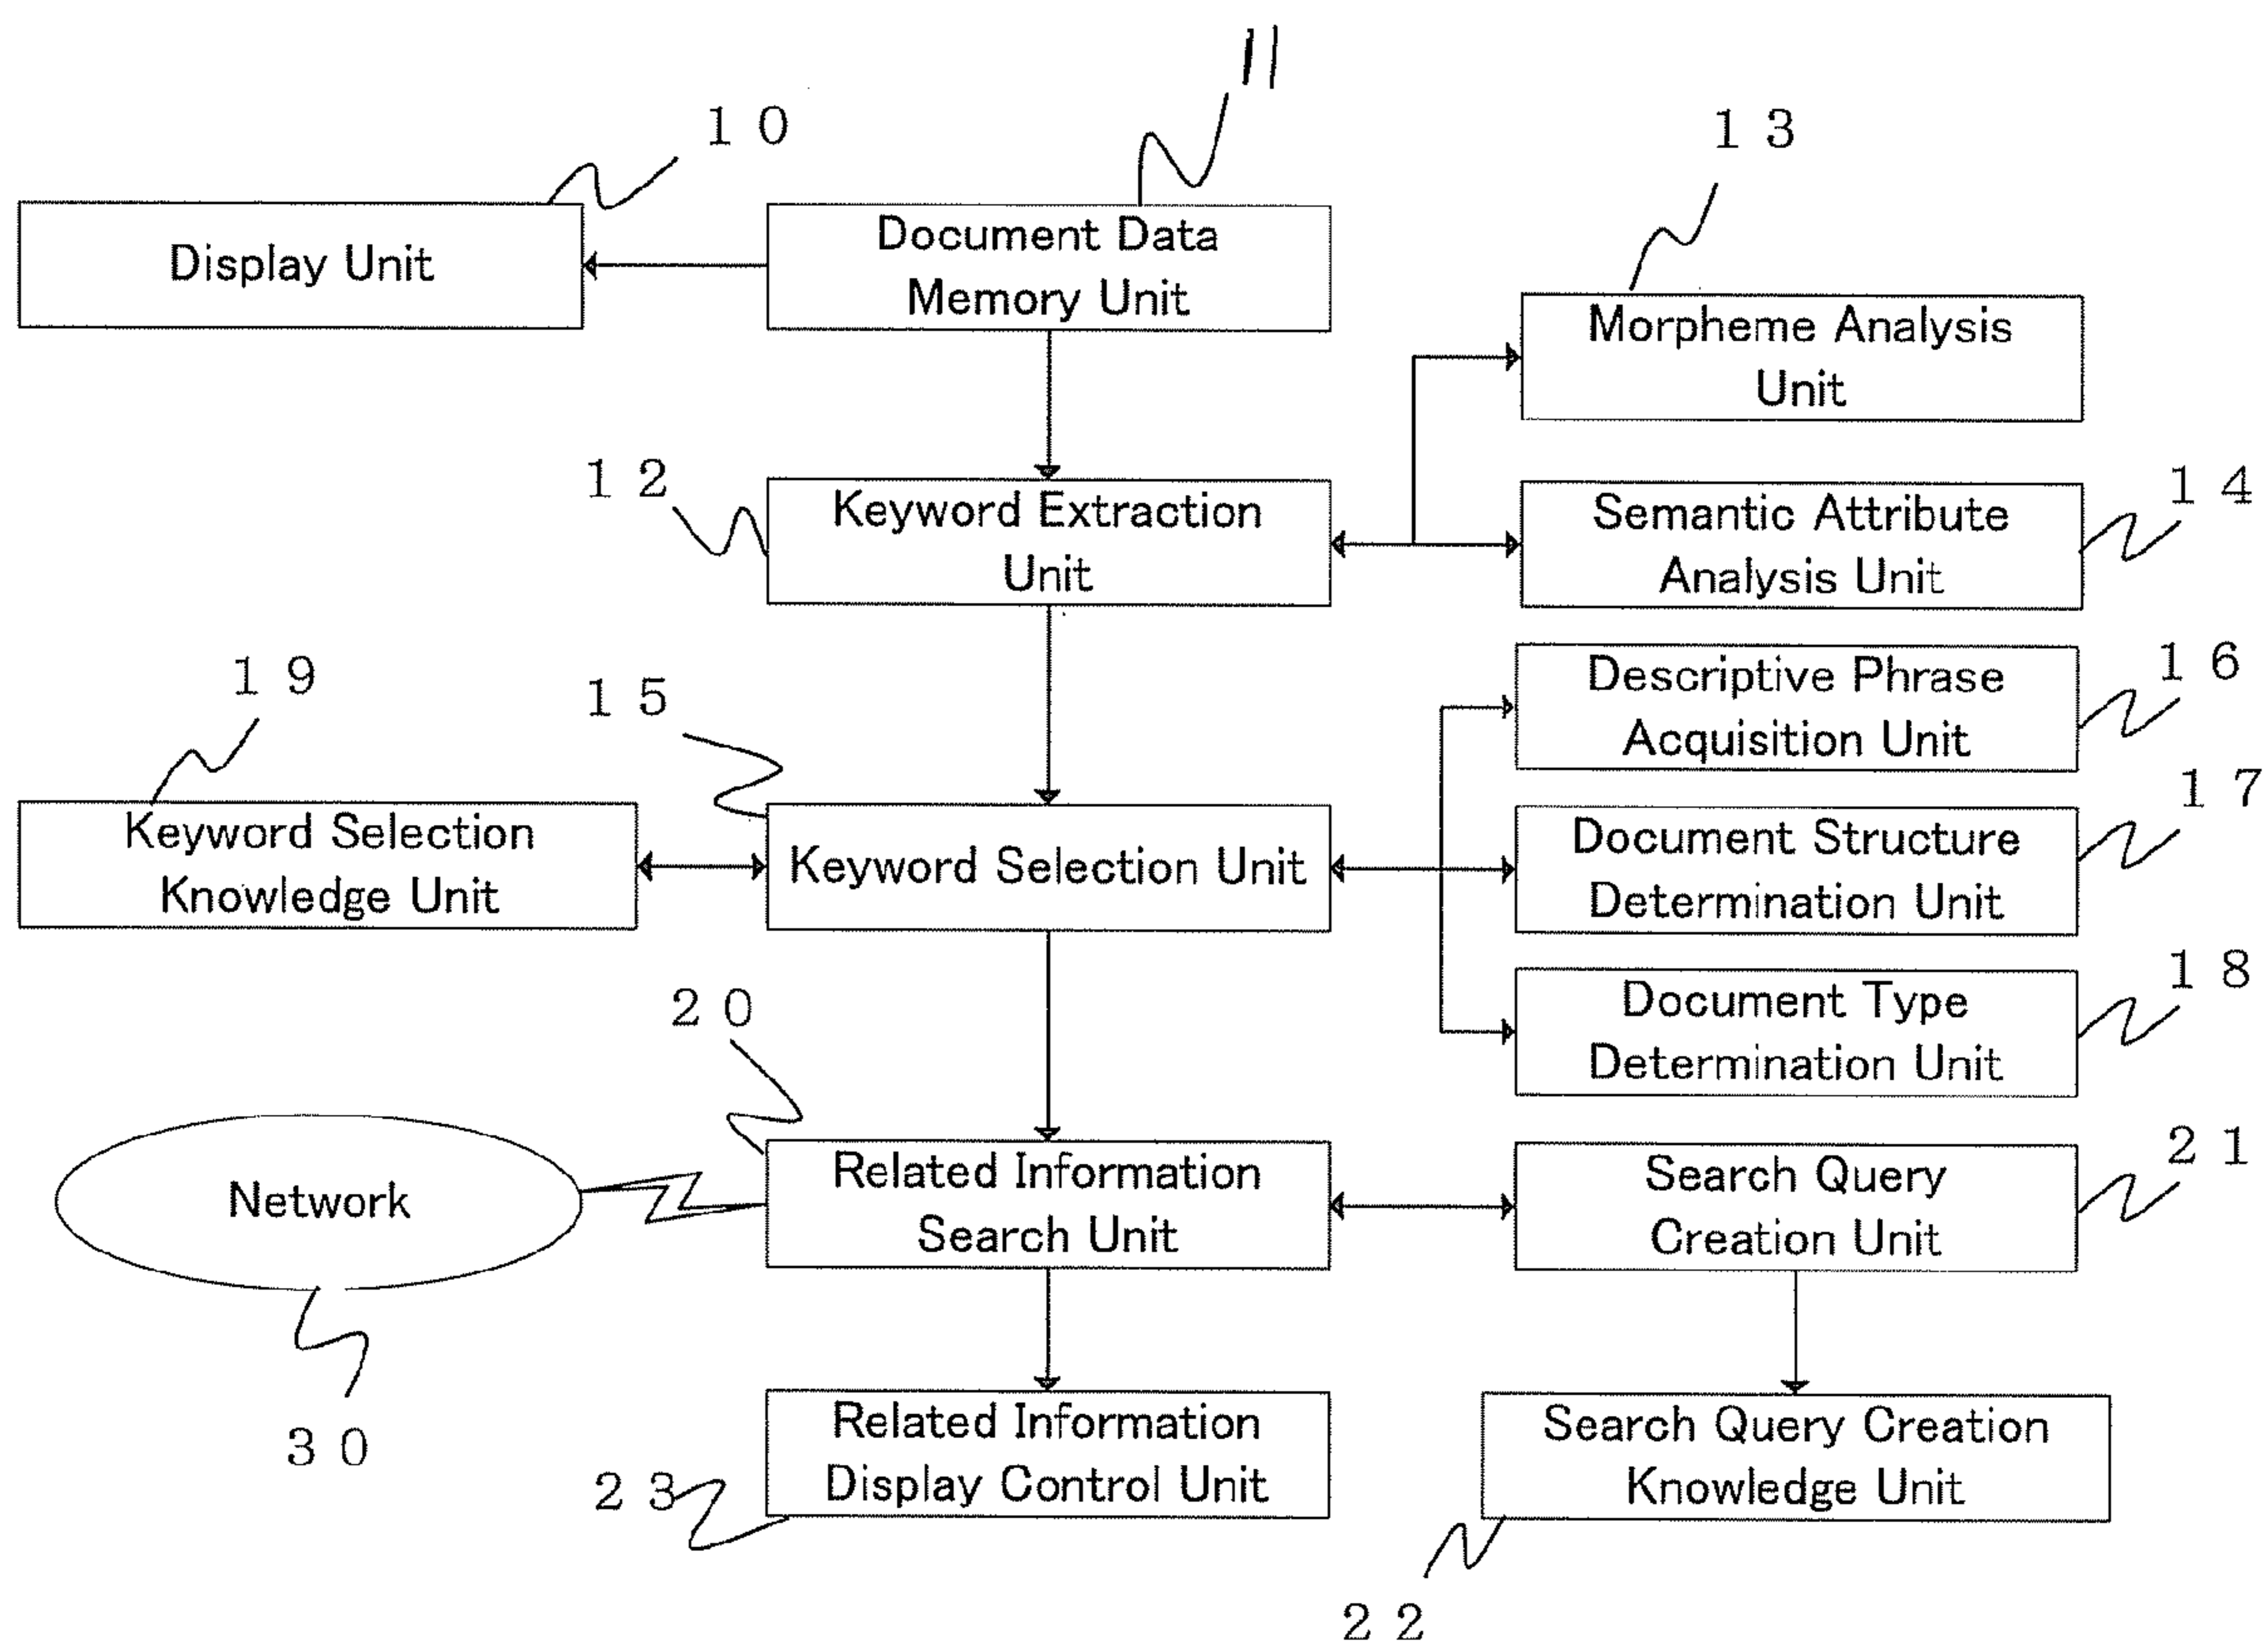 11
10
13
Display Unit
Document Data
Memory Unit
Morpheme Analysis
Unit
12
Keyword Extraction
Unit
14
Semantic Attribute
Analysis Unit
16
Descriptive Phrase
Acquisition Unit
19
15
17
Keyword Selection
Knowledge Unit
Keyword Selection Unit
Document Structure
Determination Unit
18
Document Type
Determination Unit
20
21
Network
Related Information
Search Unit
Search Query
Creation Unit
30
23
Related Information
Display Control Unit
Search Query Creation
Knowledge Unit
22